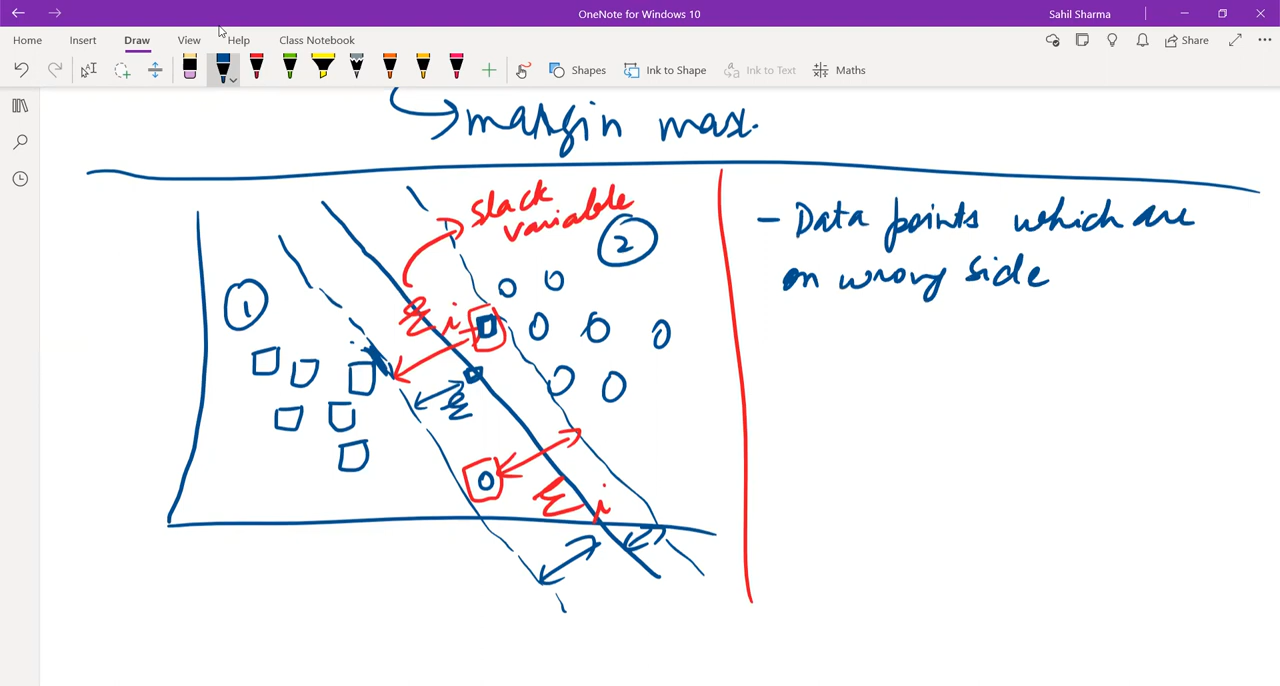 OneNote for Windows 10
Sahil Sharma
Home Insert Draw View Help Class Notebook
Share
Shapes Ink to Shape Ink to Text Maths
margin max.
slack
variable
2
1
ξ i
ξ
ξ i
- Data points which are
on wrong side